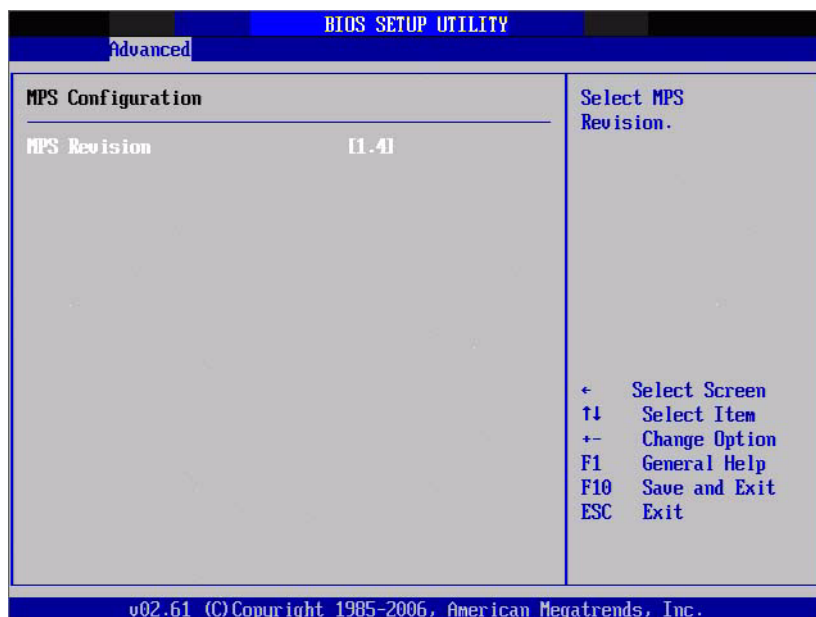 BIOS SETUP UTILITY
Advanced
MPS Configuration
MPS Revision [1.4]
Select MPS
Revision.
← Select Screen
↑↓ Select Item
+- Change Option
F1 General Help
F10 Save and Exit
ESC Exit
v02.61 (C)Copyright 1985-2006, American Megatrends, Inc.